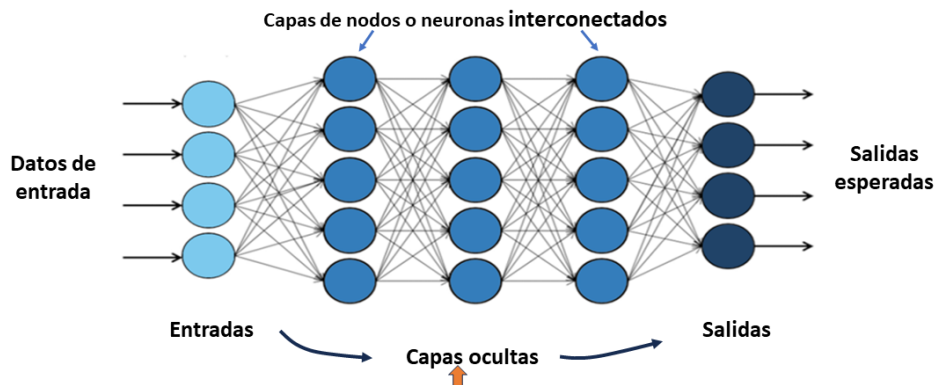 Capas de nodos o neuronas interconectados
Datos de
entrada
Salidas
esperadas
Entradas
Salidas
Capas ocultas